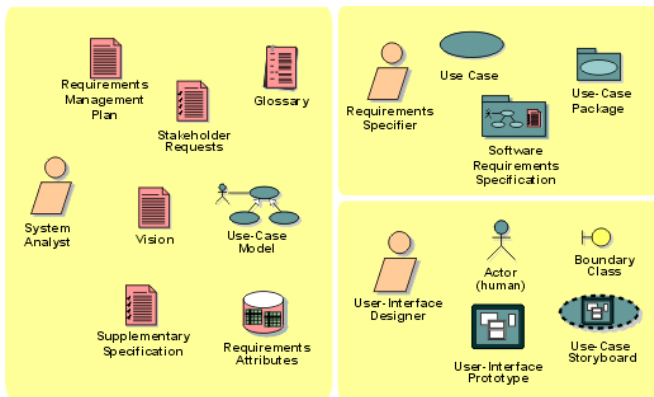 Requirements
Management
Plan
Stakeholder
Requests
Glossary
System
Analyst
Vision
Use-Case
Model
Supplementary
Specification
Requirements
Attributes
Requirements
Specifier
Use Case
Use-Case
Package
Software
Requirements
Specification
User-Interface
Designer
Actor
(human)
Boundary
Class
User-Interface
Prototype
Use-Case
Storyboard